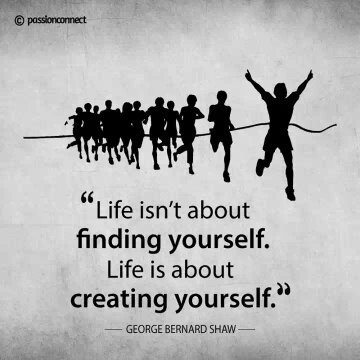 © passionconnect
“Life isn’t about
finding yourself.
Life is about
creating yourself.”
GEORGE BERNARD SHAW